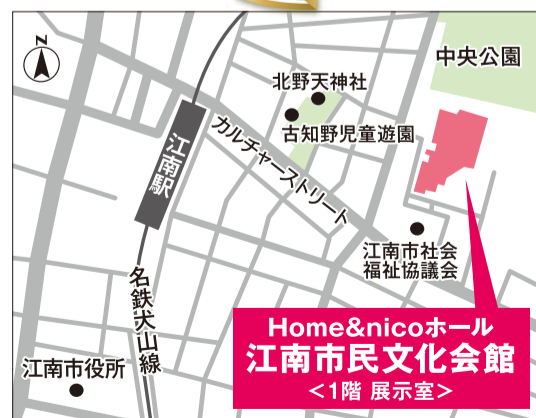 N
中央公園
北野天神社
古知野児童遊園
カルチャーストリート
江南駅
江南市社会
福祉協議会
名鉄犬山線
江南市役所
Home&nicoホール
江南市民文化会館
＜1階 展示室＞